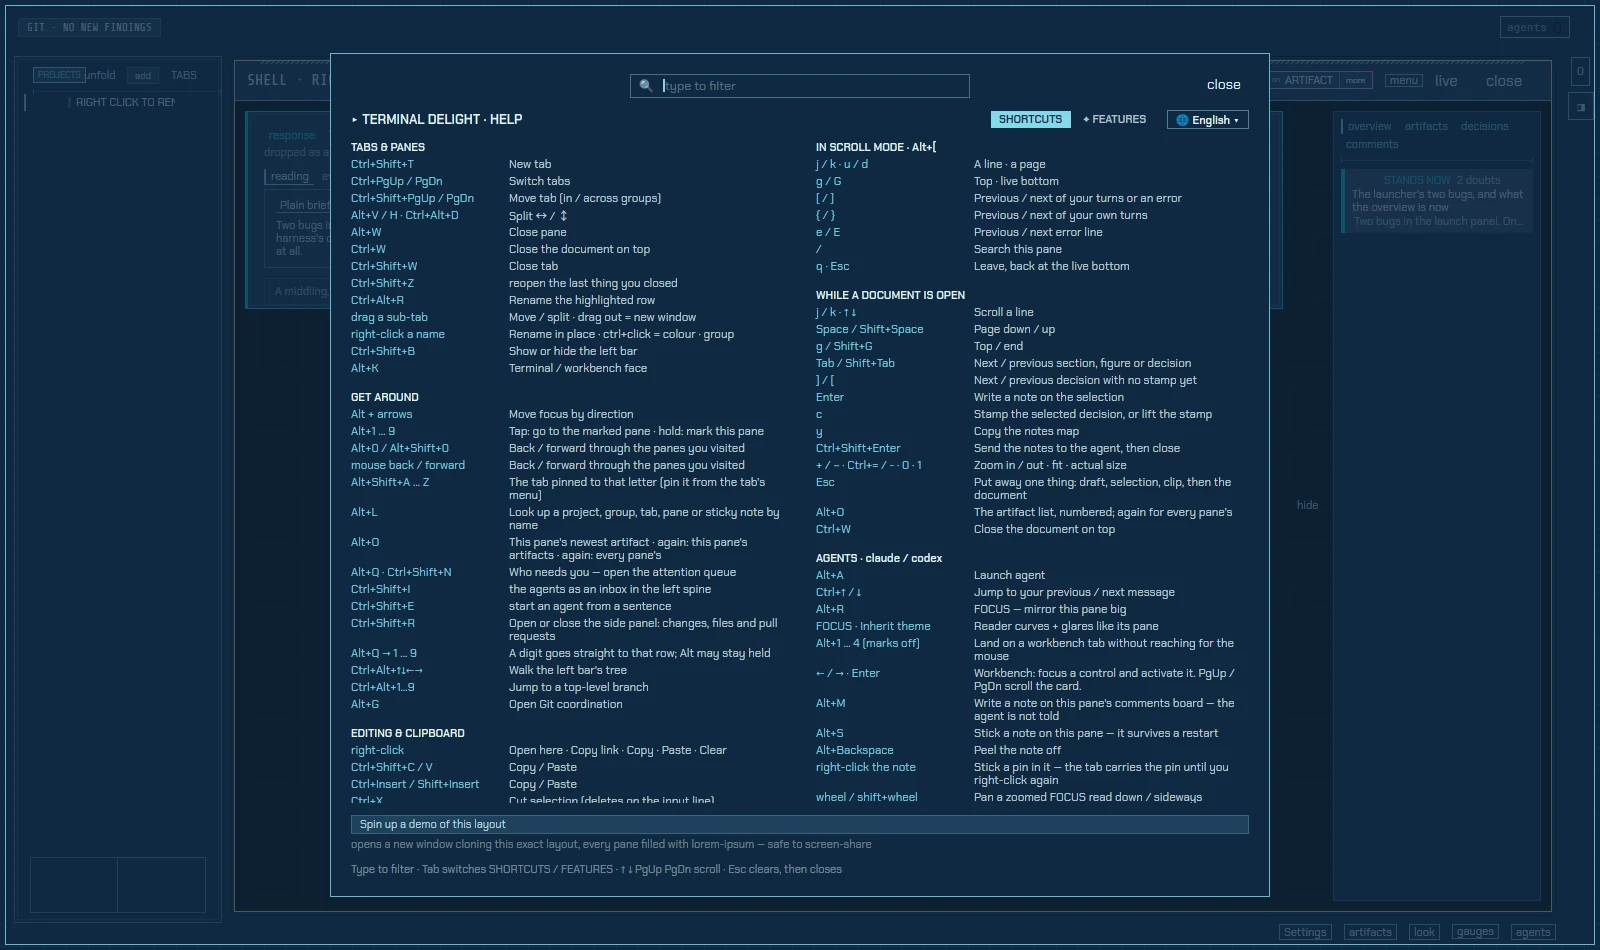 GIT · NO NEW FINDINGS
agents
PROJECTS unfold add TABS
RIGHT CLICK TO REN
SHELL · RI
ARTIFACT more menu live close
response
dropped as a
reading
Plain brief
Two bugs i
harness's c
at all.
A middling,
🔍 type to filter
close
▸ TERMINAL DELIGHT · HELP
SHORTCUTS ✦ FEATURES 🌐 English ▾
TABS & PANES
Ctrl+Shift+T New tab
Ctrl+PgUp / PgDn Switch tabs
Ctrl+Shift+PgUp / PgDn Move tab (in / across groups)
Alt+V / H · Ctrl+Alt+D Split ↔ / ↕
Alt+W Close pane
Ctrl+W Close the document on top
Ctrl+Shift+W Close tab
Ctrl+Shift+Z reopen the last thing you closed
Ctrl+Alt+R Rename the highlighted row
drag a sub-tab Move / split · drag out = new window
right-click a name Rename in place · ctrl+click = colour · group
Ctrl+Shift+B Show or hide the left bar
Alt+K Terminal / workbench face
GET AROUND
Alt + arrows Move focus by direction
Alt+1 … 9 Tap: go to the marked pane · hold: mark this pane
Alt+O / Alt+Shift+O Back / forward through the panes you visited
mouse back / forward Back / forward through the panes you visited
Alt+Shift+A … Z The tab pinned to that letter (pin it from the tab's
menu)
Alt+L Look up a project, group, tab, pane or sticky note by
name
Alt+O This pane's newest artifact · again: this pane's
artifacts · again: every pane's
Alt+Q · Ctrl+Shift+N Who needs you — open the attention queue
Ctrl+Shift+I the agents as an inbox in the left spine
Ctrl+Shift+E start an agent from a sentence
Ctrl+Shift+R Open or close the side panel: changes, files and pull
requests
Alt+Q → 1 … 9 A digit goes straight to that row; Alt may stay held
Ctrl+Alt+↑↓←→ Walk the left bar's tree
Ctrl+Alt+1…9 Jump to a top-level branch
Alt+G Open Git coordination
EDITING & CLIPBOARD
right-click Open here · Copy link · Copy · Paste · Clear
Ctrl+Shift+C / V Copy / Paste
Ctrl+Insert / Shift+Insert Copy / Paste
Ctrl+X Cut selection (deletes on the input line)
IN SCROLL MODE · Alt+[
j / k · u / d A line · a page
g / G Top · live bottom
[ / ] Previous / next of your turns or an error
{ / } Previous / next of your own turns
e / E Previous / next error line
/ Search this pane
q · Esc Leave, back at the live bottom
WHILE A DOCUMENT IS OPEN
j / k · ↑↓ Scroll a line
Space / Shift+Space Page down / up
g / Shift+G Top / end
Tab / Shift+Tab Next / previous section, figure or decision
] / [ Next / previous decision with no stamp yet
Enter Write a note on the selection
c Stamp the selected decision, or lift the stamp
y Copy the notes map
Ctrl+Shift+Enter Send the notes to the agent, then close
+ / − · Ctrl+= / - · 0 · 1 Zoom in / out · fit · actual size
Esc Put away one thing: draft, selection, clip, then the
document
Alt+O The artifact list, numbered; again for every pane's
Ctrl+W Close the document on top
AGENTS · claude / codex
Alt+A Launch agent
Ctrl+↑ / ↓ Jump to your previous / next message
Alt+R FOCUS — mirror this pane big
FOCUS · Inherit theme Reader curves + glares like its pane
Alt+1 … 4 (marks off) Land on a workbench tab without reaching for the
mouse
← / → · Enter Workbench: focus a control and activate it. PgUp /
PgDn scroll the card.
Alt+M Write a note on this pane's comments board — the
agent is not told
Alt+S Stick a note on this pane — it survives a restart
Alt+Backspace Peel the note off
right-click the note Stick a pin in it — the tab carries the pin until you
right-click again
wheel / shift+wheel Pan a zoomed FOCUS read down / sideways
Spin up a demo of this layout
opens a new window cloning this exact layout, every pane filled with lorem-ipsum — safe to screen-share
Type to filter · Tab switches SHORTCUTS / FEATURES · ↑↓ PgUp PgDn scroll · Esc clears, then closes
overview artifacts decisions
comments
STANDS NOW 2 doubts
The launcher's two bugs, and what
the overview is now
Two bugs in the launch panel. On…
hide
Settings artifacts look gauges agents